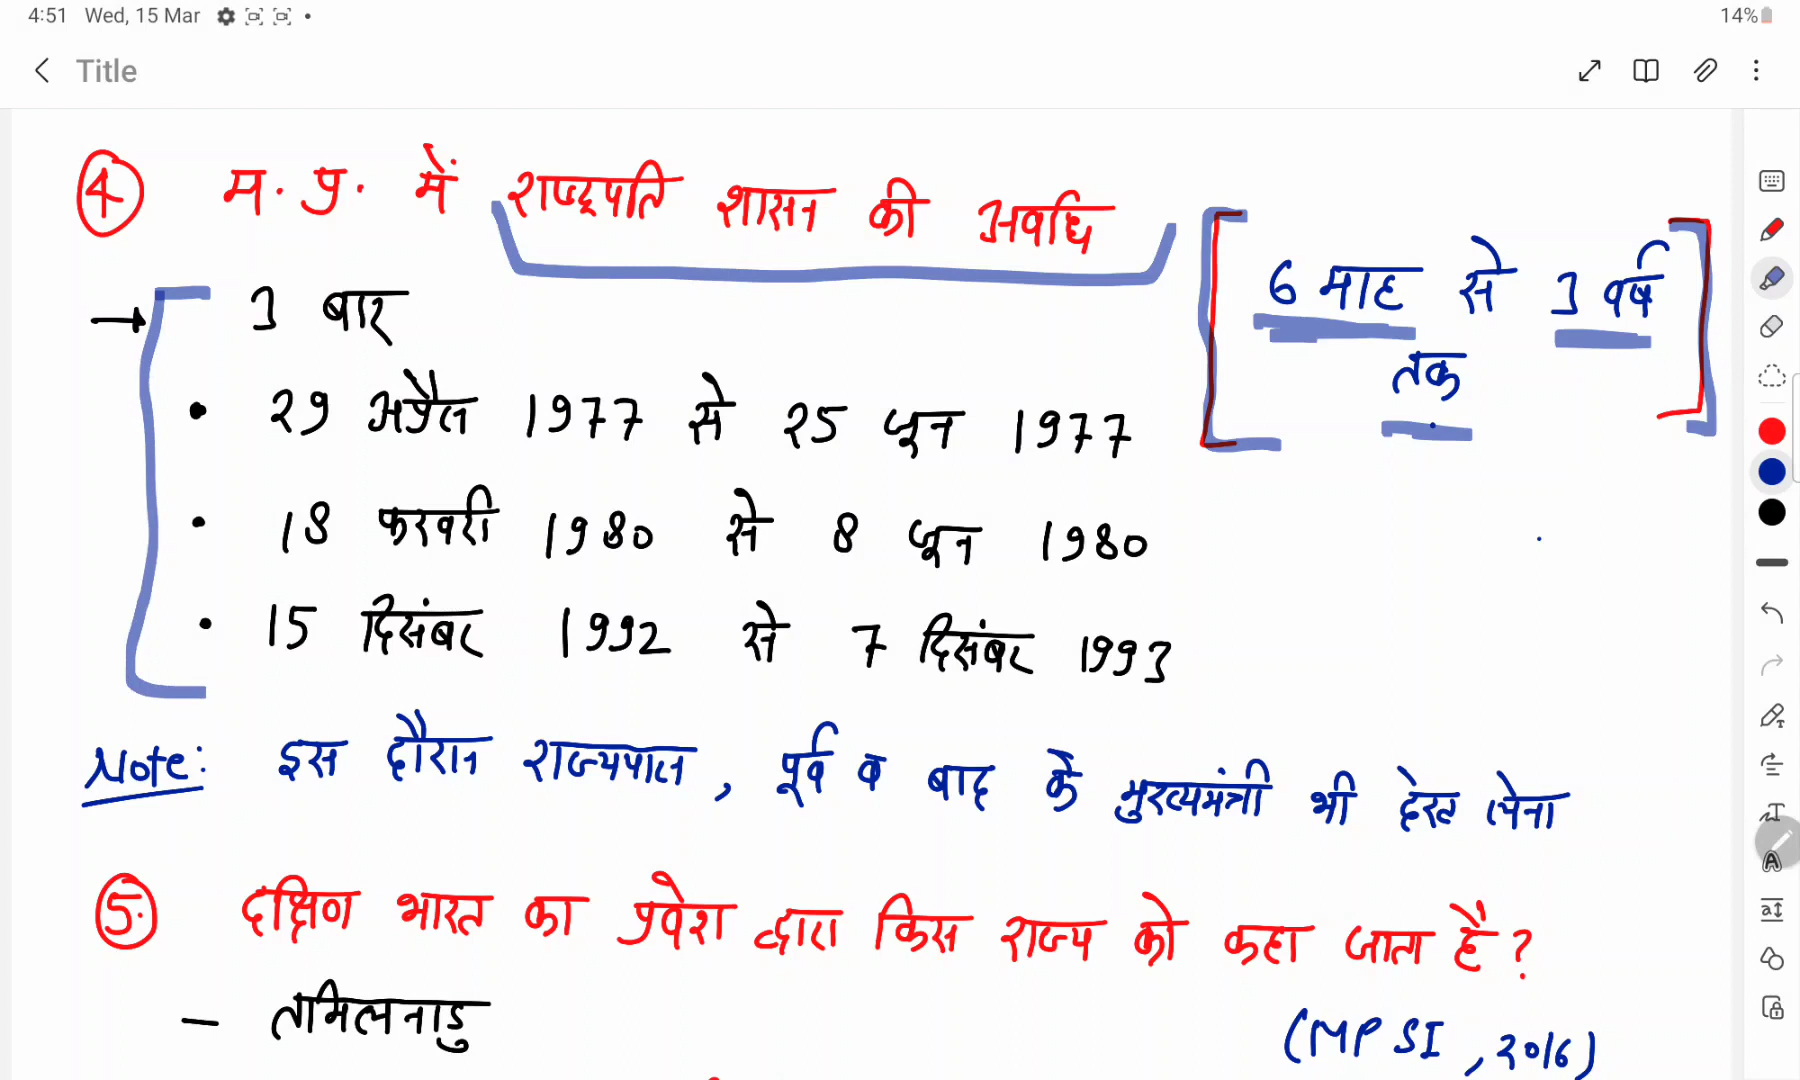 4:51 Wed, 15 Mar
14%
Title
④ म. प्र. में राष्ट्रपति शासन की अवधि
[6 माह से 3 वर्ष तक]
→ 3 बार
• 29 अप्रैल 1977 से 25 जून 1977
• 18 फरवरी 1980 से 8 जून 1980
• 15 दिसंबर 1992 से 7 दिसंबर 1993
Note: इस दौरान राज्यपाल, पूर्व व बाद के मुख्यमंत्री भी देख लेना
⑤ दक्षिण भारत का प्रवेश द्वारा किस राज्य को कहा जाता है?
– तमिलनाडु
(MPSI, 2016)